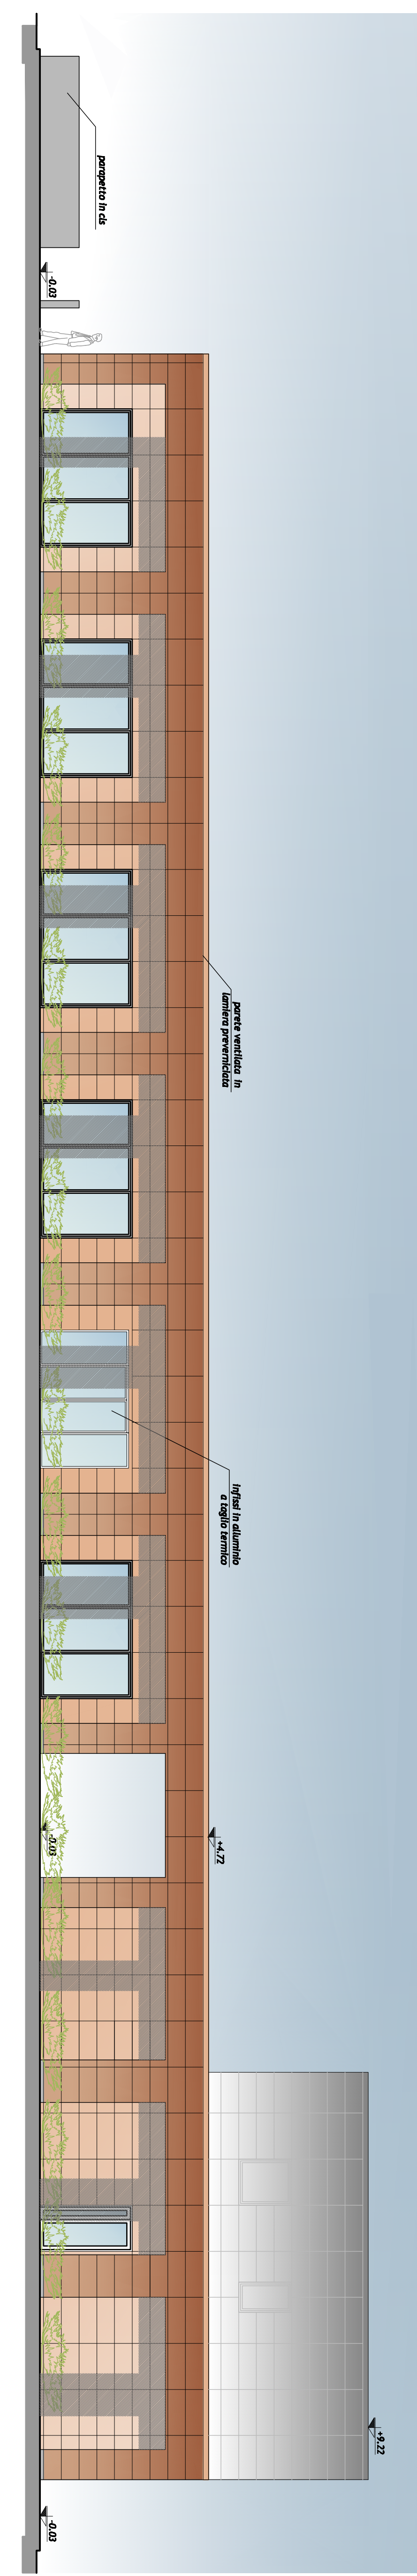 parapetto in cls
-0.03
parete ventilata in
lamiera preverniciata
infissi in alluminio
a taglio termico
-0.03
+4.72
+9.22
-0.03